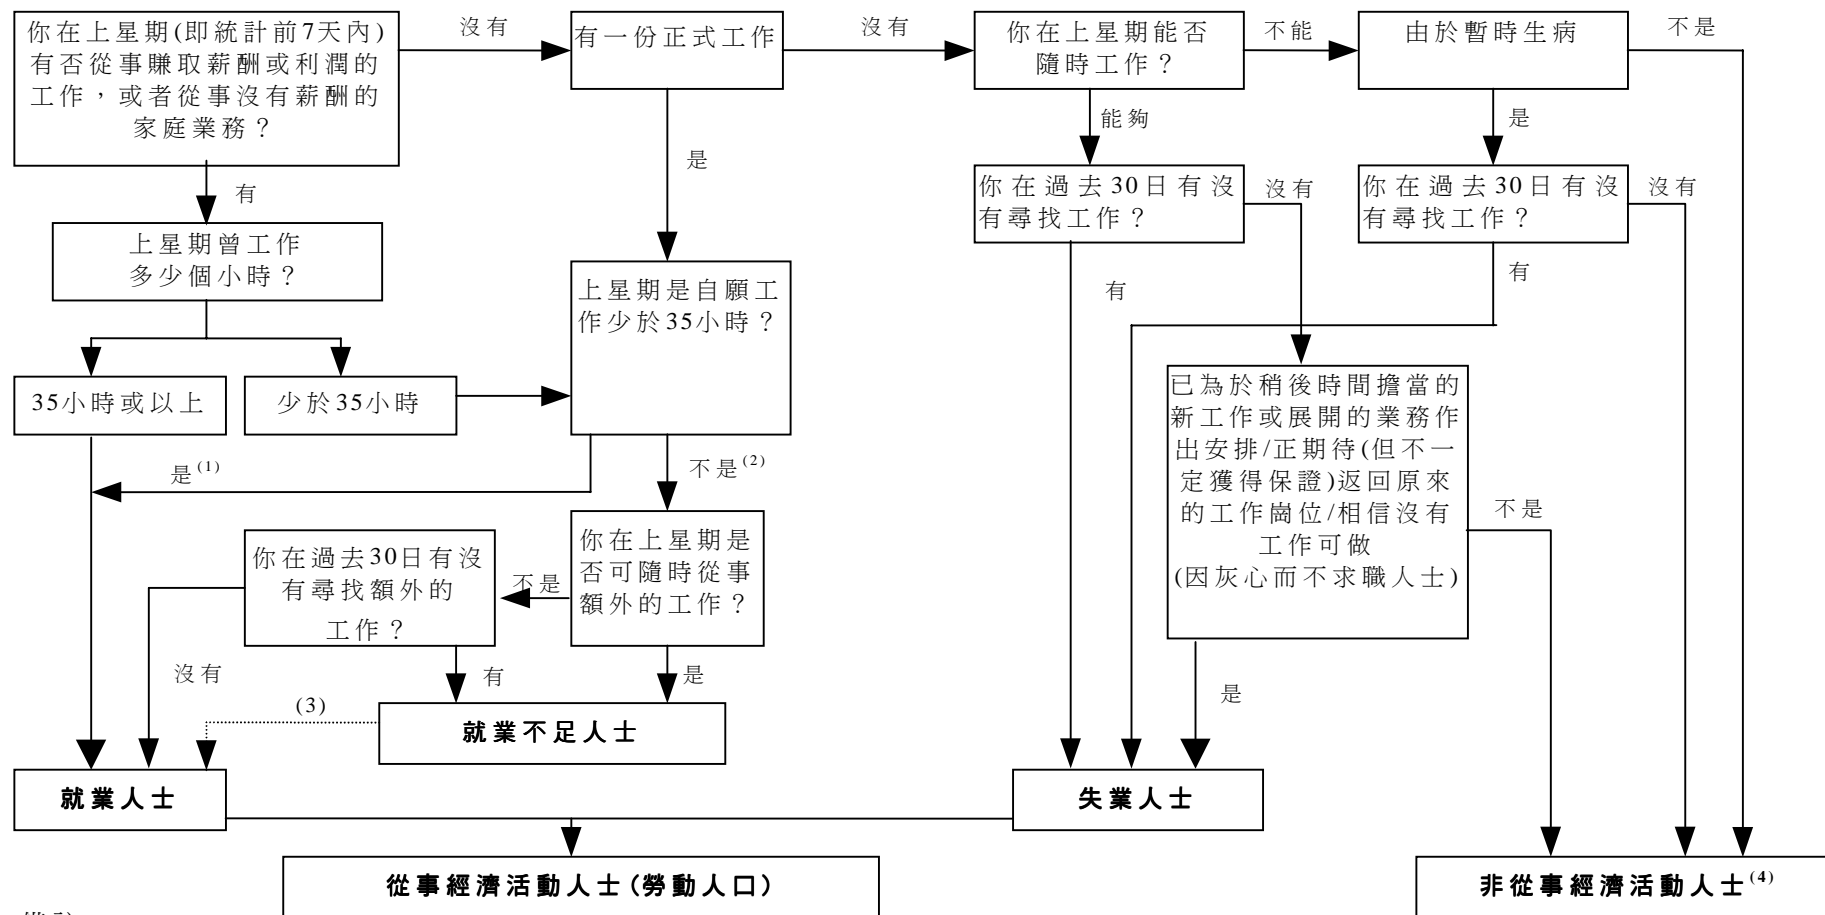 你在上星期(即統計前7天內)
有否從事賺取薪酬或利潤的
工作，或者從事沒有薪酬的
家庭業務？
沒有
有一份正式工作
沒有
你在上星期能否
隨時工作？
不能
由於暫時生病
不是
有
是
能夠
是
上星期曾工作
多少個小時？
你在過去30日有沒
有尋找工作？
沒有
你在過去30日有沒
有尋找工作？
沒有
上星期是自願工
作少於35小時？
有
有
35小時或以上
少於35小時
已為於稍後時間擔當的
新工作或展開的業務作
出安排/正期待(但不一
定獲得保證)返回原來
的工作崗位/相信沒有
工作可做
(因灰心而不求職人士)
不是
是(1)
不是(2)
你在過去30日有沒
有尋找額外的
工作？
不是
你在上星期是
否可隨時從事
額外的工作？
沒有
有
是
是
(3)
就業不足人士
就業人士
失業人士
從事經濟活動人士(勞動人口)
非從事經濟活動人士(4)